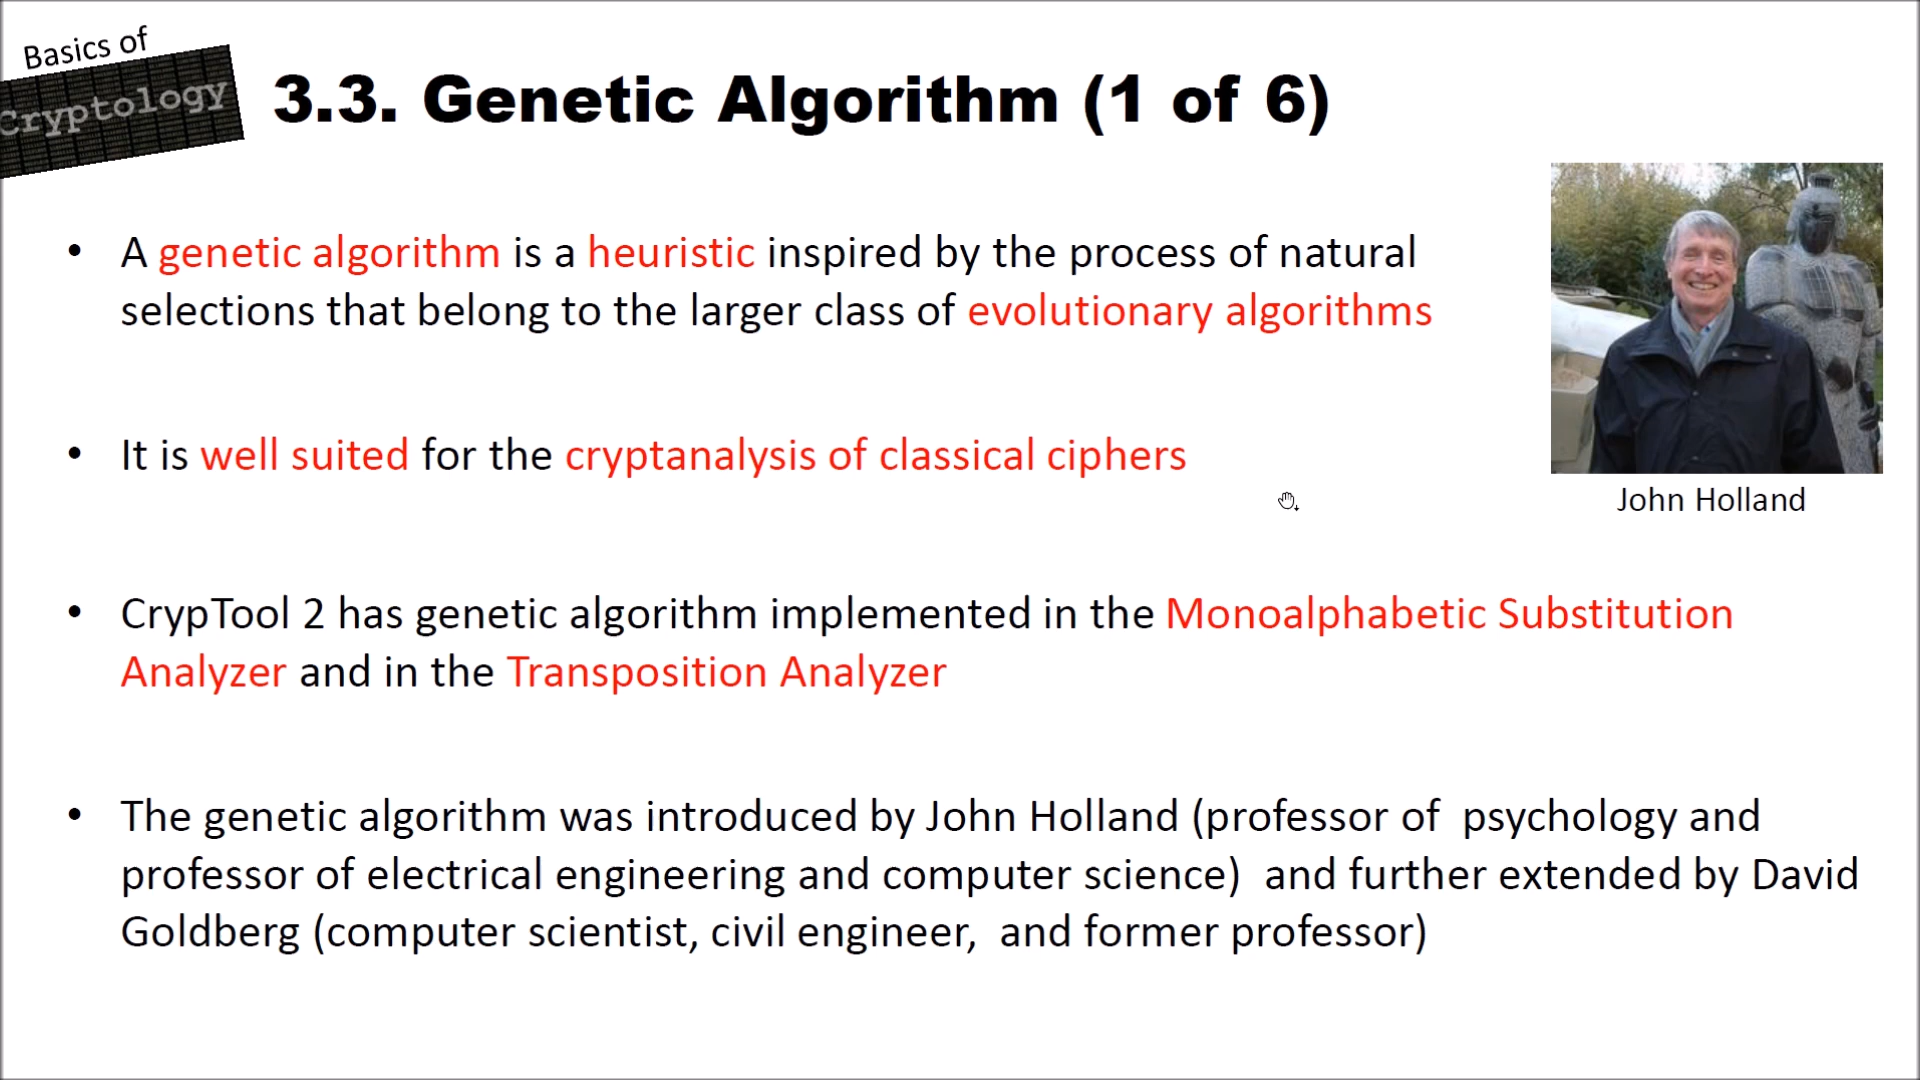 Basics of
Cryptology
3.3. Genetic Algorithm (1 of 6)
• A genetic algorithm is a heuristic inspired by the process of natural
selections that belong to the larger class of evolutionary algorithms
• It is well suited for the cryptanalysis of classical ciphers
John Holland
• CrypTool 2 has genetic algorithm implemented in the Monoalphabetic Substitution
Analyzer and in the Transposition Analyzer
• The genetic algorithm was introduced by John Holland (professor of  psychology and
professor of electrical engineering and computer science)  and further extended by David
Goldberg (computer scientist, civil engineer,  and former professor)